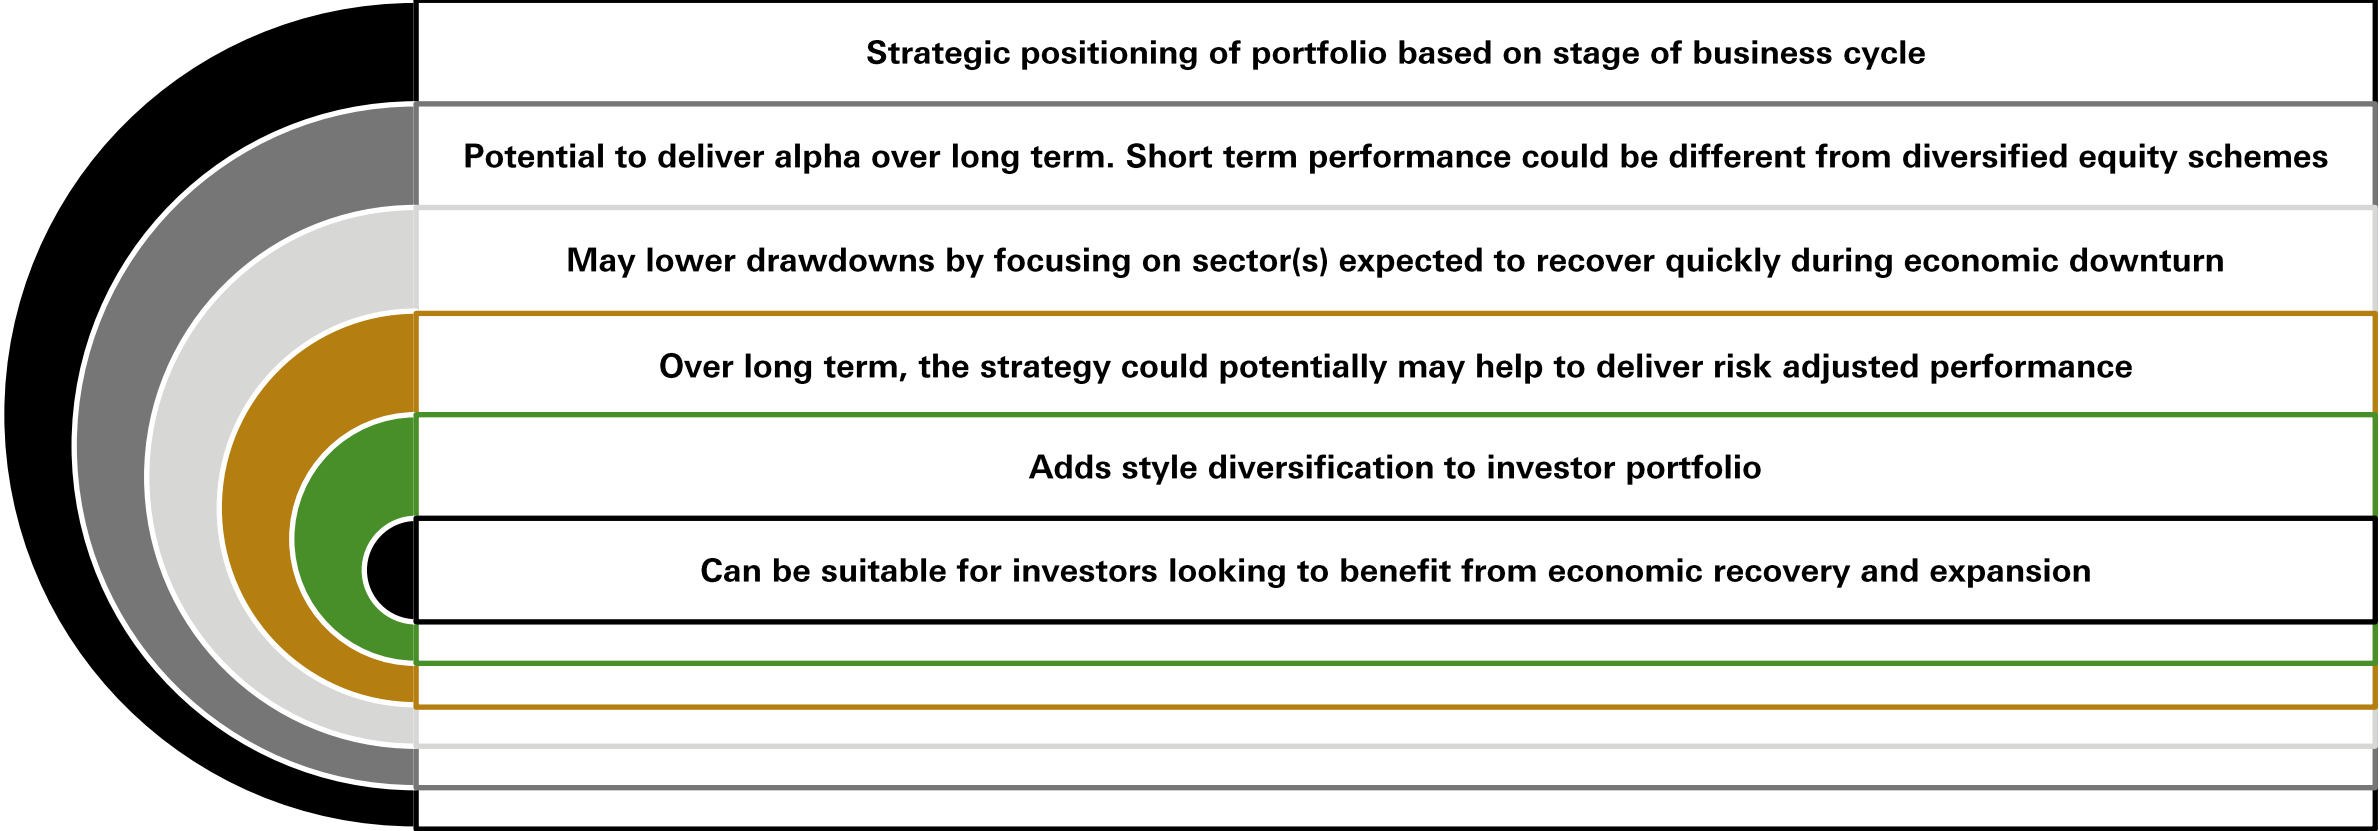 Strategic positioning of portfolio based on stage of business cycle
Potential to deliver alpha over long term. Short term performance could be different from diversified equity schemes
May lower drawdowns by focusing on sector(s) expected to recover quickly during economic downturn
Over long term, the strategy could potentially may help to deliver risk adjusted performance
Adds style diversification to investor portfolio
Can be suitable for investors looking to benefit from economic recovery and expansion